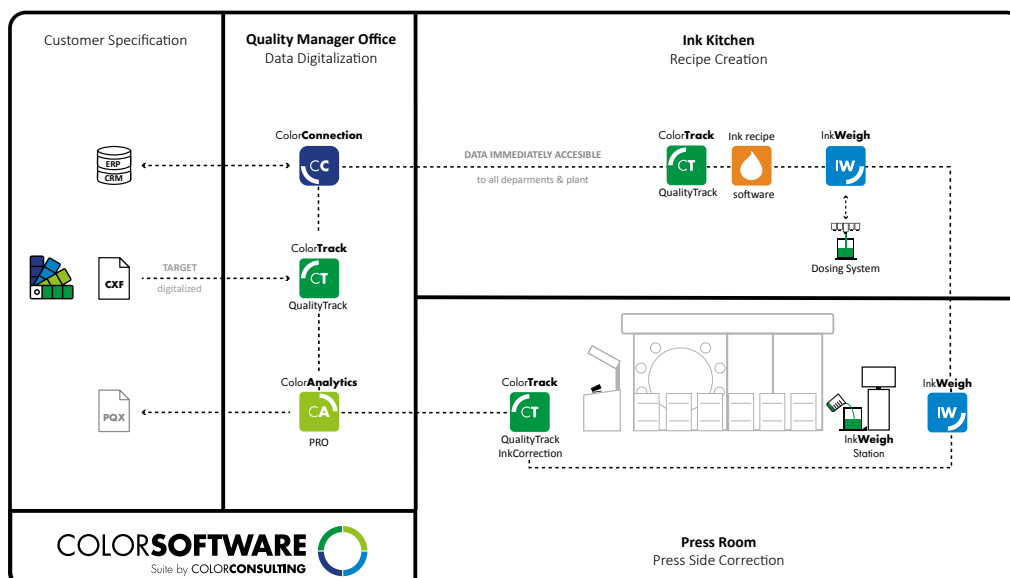 Customer Specification
Quality Manager Office
Data Digitalization
Ink Kitchen
Recipe Creation
ColorConnection
CC
ERP
CRM
DATA IMMEDIATELY ACCESIBLE
to all deparments & plant
ColorTrack
CT
QualityTrack
Ink recipe
software
InkWeigh
IW
Dosing System
CXF
TARGET
digitalized
ColorTrack
CT
QualityTrack
PQX
ColorAnalytics
CA
PRO
ColorTrack
CT
QualityTrack
InkCorrection
InkWeigh
Station
InkWeigh
IW
Press Room
Press Side Correction
COLORSOFTWARE
Suite by COLORCONSULTING